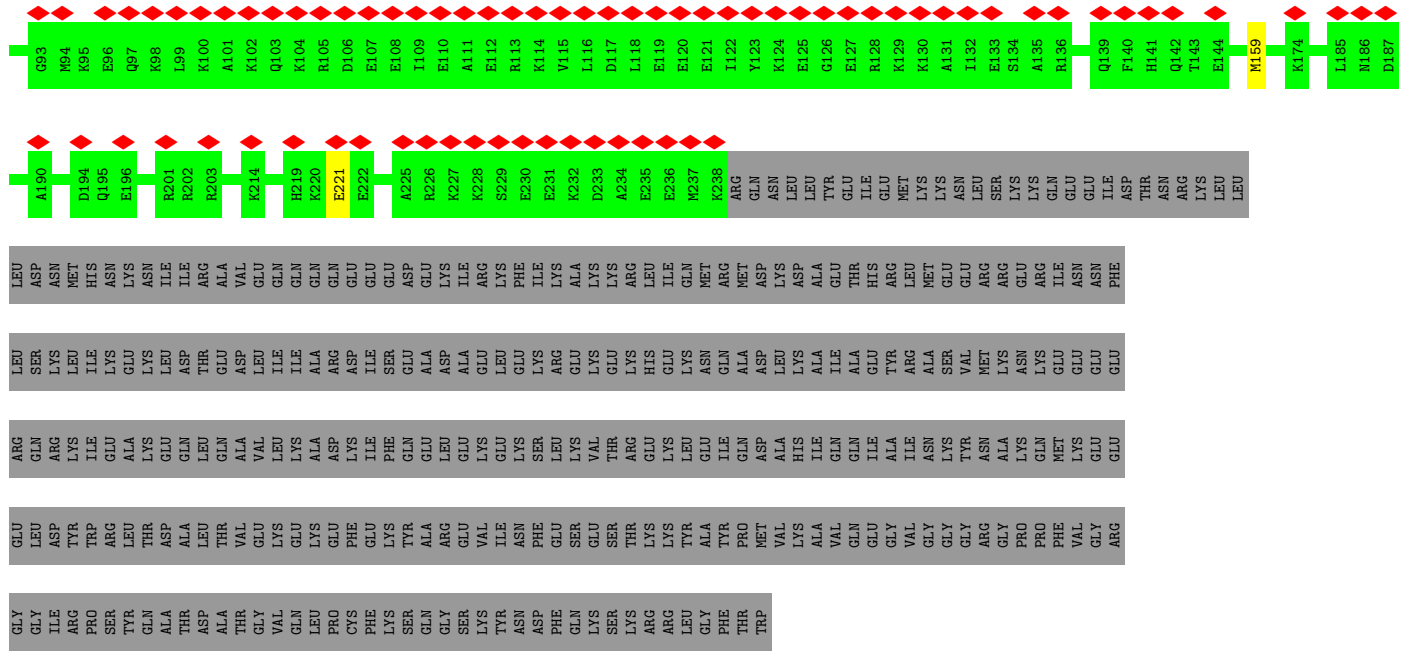 G93 M94 K95 E96 Q97 K98 L99 K100 A101 K102 Q103 K104 R105 D106 E107 E108 I109 E110 A111 E112 R113 K114 V115 L116 D117 L118 E119 E120 E121 I122 Y123 K124 E125 G126 E127 R128 K129 K130 A131 I132 E133 S134 A135 R136 Q139 F140 H141 Q142 T143 E144 M159 K174 L185 N186 D187
A190 D194 Q195 E196 R201 R202 R203 K214 H219 K220 E221 E222 A225 R226 K227 K228 S229 E230 E231 K232 D233 A234 E235 E236 M237 K238 ARG GLN ASN LEU LEU TYR GLU ILE GLU MET LYS LYS ASN LEU SER LYS LYS GLN GLU GLU ILE ASP THR ASN ARG LYS LEU LEU
LEU ASP ASN MET HIS ASN LYS ASN ILE ILE ARG ALA VAL GLU GLN GLN GLN GLN GLU GLU GLU ASP GLU LYS ILE ARG LYS PHE ILE LYS ALA LYS LYS ARG LEU ILE GLN MET ARG MET ASP LYS ASP ALA GLU THR HIS ARG LEU MET GLU GLU ARG ARG GLU ARG ILE ASN ASN PHE
LEU SER LYS LEU ILE LYS GLU LYS LEU ASP THR GLU ASP LEU ILE ILE ALA ARG ASP ILE SER GLU ALA ASP ALA GLU LEU GLU LYS ARG GLU LYS GLU LYS HIS GLU LYS ASN GLN ALA ASP LEU LYS ALA ILE ALA GLU TYR ARG ALA SER VAL MET LYS ASN LYS GLU GLU GLU GLU
ARG GLN ARG LYS ILE GLU ALA LYS GLU GLN LEU GLN ALA VAL LEU LYS ALA ASP LYS ILE PHE GLN GLU LEU GLU LYS GLU LYS SER LEU LYS VAL THR ARG GLU LYS LEU GLU ILE GLN ASP ALA HIS ILE GLN GLN ILE ALA ILE ASN LYS TYR ASN ALA LYS GLN MET LYS GLU GLU
GLU LEU ASP TYR TRP ARG LEU THR ASP ALA LEU THR VAL GLU LYS GLU LYS GLU PHE GLU LYS TYR ALA ARG GLU VAL ILE ASN PHE GLU SER GLU SER THR LYS LYS TYR ALA TYR PRO MET VAL LYS ALA VAL GLN GLU GLY VAL GLY GLY GLY ARG GLY PRO PRO PHE VAL GLY ARG
GLY GLY ILE ARG PRO SER TYR GLN ALA THR ASP ALA THR GLY VAL GLN LEU PRO CYS PHE LYS SER GLN GLY SER LYS TYR ASN ASP PHE GLN LYS SER LYS ARG ARG LEU GLY PHE THR TRP